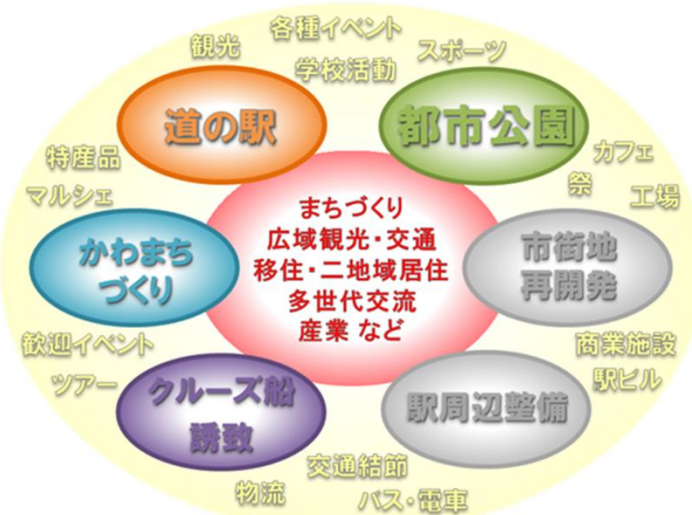 各種イベント
観光
スポーツ
学校活動
道の駅
都市公園
特産品
カフェ
マルシェ
祭
工場
まちづくり
広域観光・交通
移住・二地域居住
多世代交流
産業 など
かわまち
づくり
市街地
再開発
歓迎イベント
商業施設
ツアー
駅ビル
クルーズ船
誘致
駅周辺整備
交通結節
物流
バス・電車